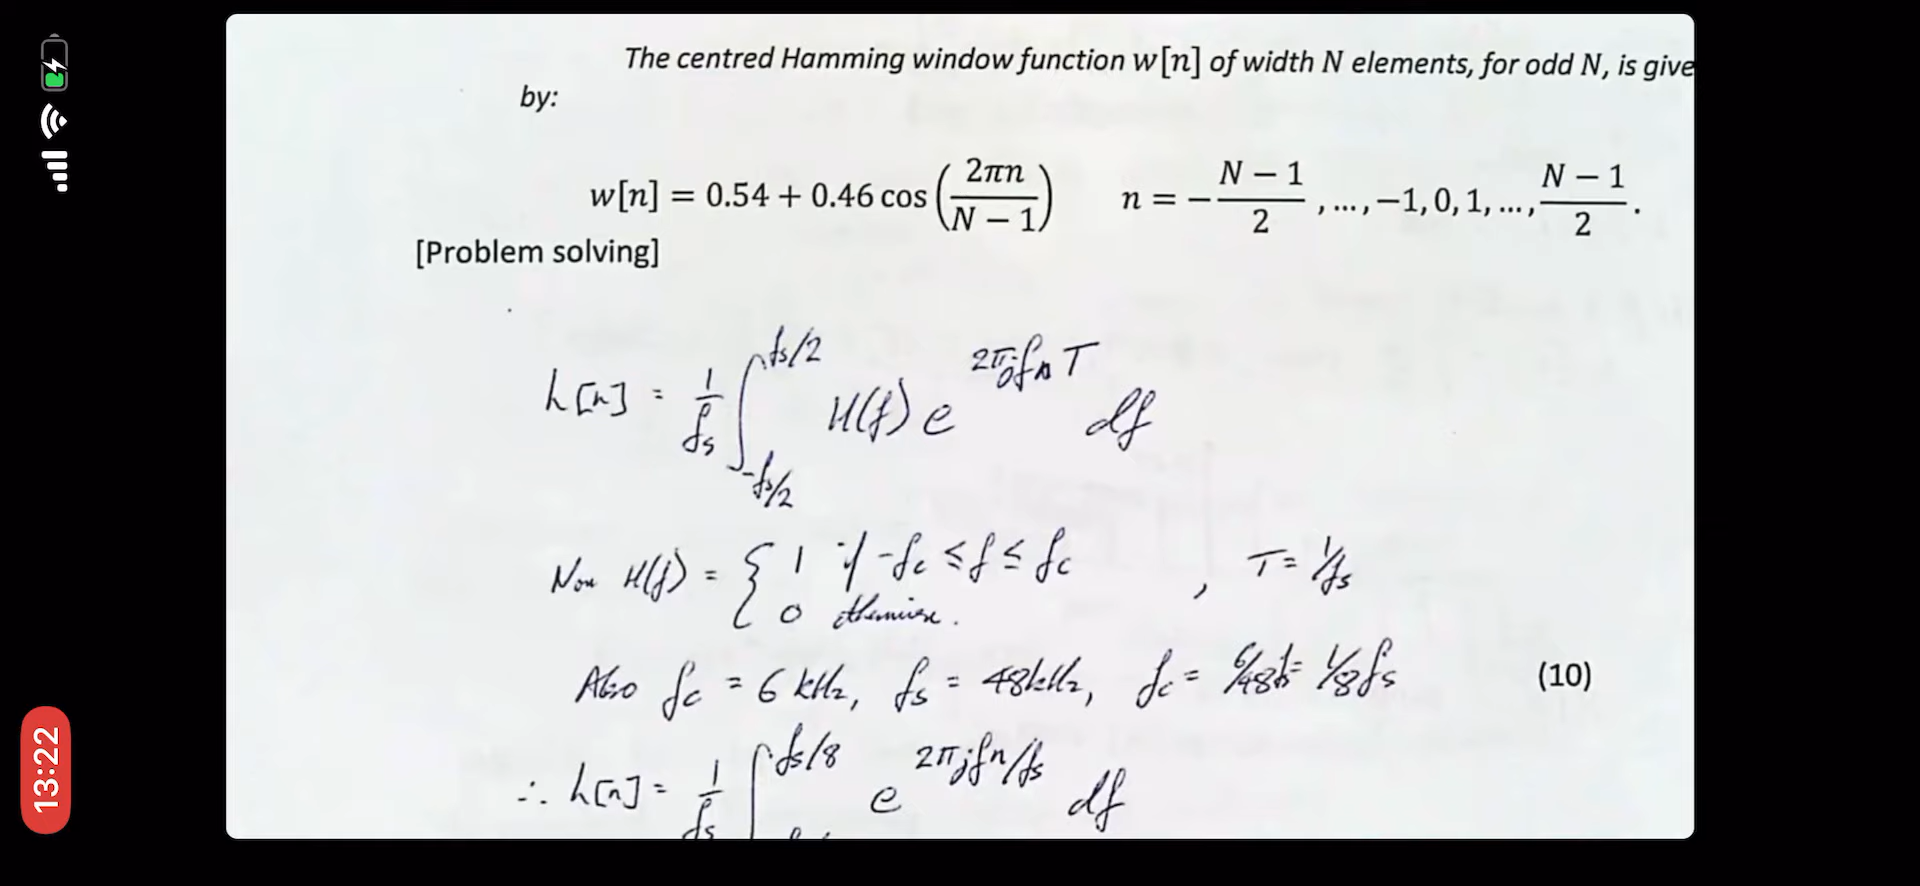 The centred Hamming window function w[n] of width N elements, for odd N, is give
by:
w[n] = 0.54 + 0.46 cos (2πn / N − 1) n = − N − 1 / 2 , ..., −1, 0, 1, ..., N − 1 / 2 .
[Problem solving]
h[n] = 1/fs ∫_{-fs/2}^{fs/2} H(f) e^{2πjfnT} df
Now H(f) = { 1 if -fc ≤ f ≤ fc , T = 1/fs
0 otherwise.
Also fc = 6 kHz, fs = 48kHz, fc = 6/48 fs = 1/8 fs (10)
∴ h[n] = 1/fs ∫^{fs/8} e^{2πjfn/fs} df
13:22